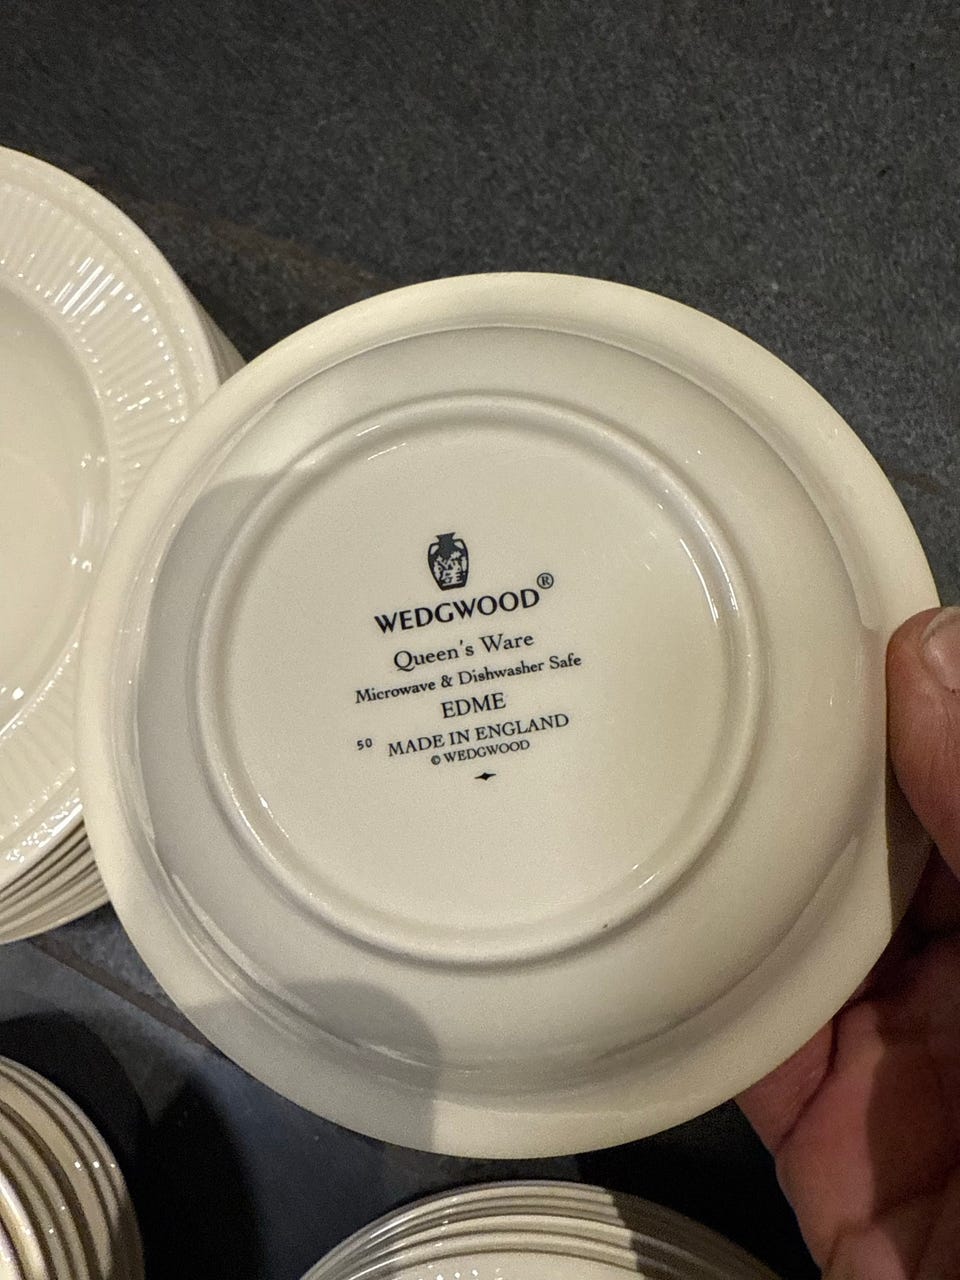 WEDGWOOD®
Queen's Ware
Microwave & Dishwasher Safe
EDME
50 MADE IN ENGLAND
© WEDGWOOD